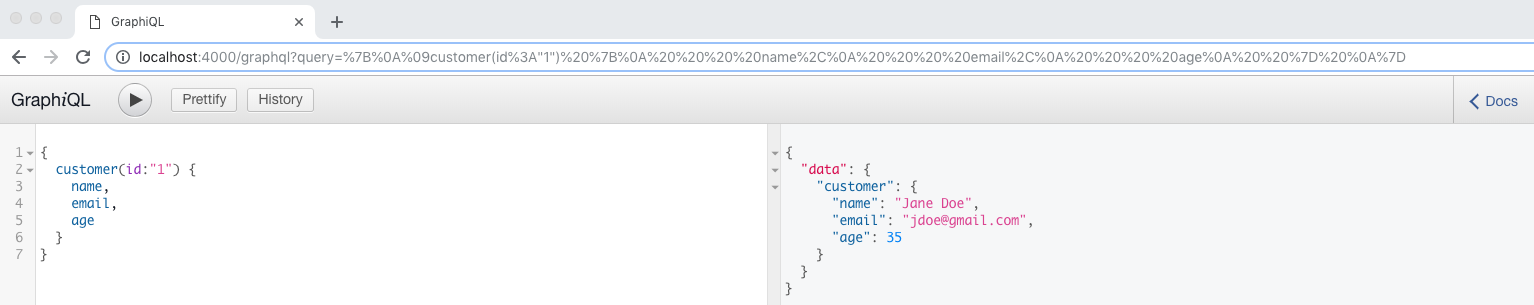 GraphiQL
localhost:4000/graphql?query=%7B%0A%09customer(id%3A"1")%20%7B%0A%20%20%20%20name%2C%0A%20%20%20%20email%2C%0A%20%20%20%20age%0A%20%20%7D%20%0A%7D
GraphiQL Prettify History Docs
1 {
2 customer(id:"1") {
3 name,
4 email,
5 age
6 }
7 }
{
"data": {
"customer": {
"name": "Jane Doe",
"email": "jdoe@gmail.com",
"age": 35
}
}
}